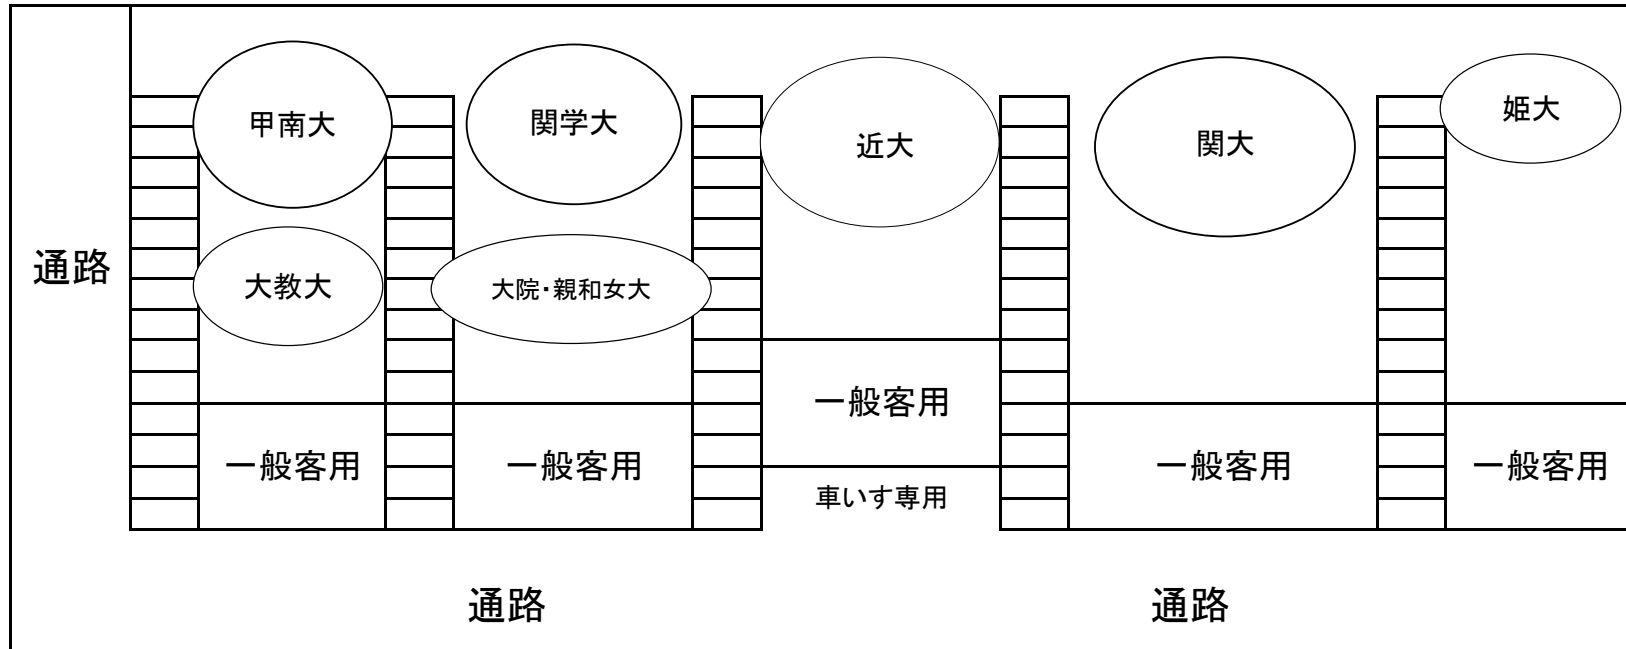 甲南大
関学大
近大
関大
姫大
通路
大教大
大院・親和女大
一般客用
一般客用
一般客用
一般客用
一般客用
車いす専用
通路
通路